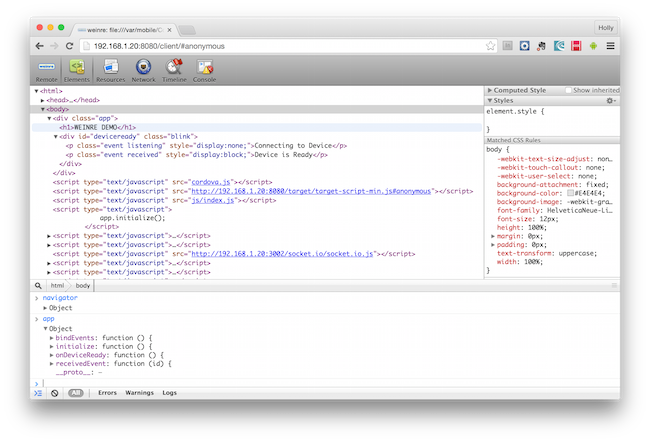 weinre: file:///var/mobile/C
Holly
192.168.1.20:8080/client/#anonymous
Remote Elements Resources Network Timeline Console
<html>
<head>…</head>
<body>
<div class="app">
<h1>WEINRE DEMO</h1>
<div id="deviceready" class="blink">
<p class="event listening" style="display:none;">Connecting to Device</p>
<p class="event received" style="display:block;">Device is Ready</p>
</div>
</div>
<script type="text/javascript" src="cordova.js"></script>
<script type="text/javascript" src="http://192.168.1.20:8080/target/target-script-min.js#anonymous"></script>
<script type="text/javascript" src="js/index.js"></script>
<script type="text/javascript">
app.initialize();
</script>
<script type="text/javascript">…</script>
<script type="text/javascript">…</script>
<script type="text/javascript" src="http://192.168.1.20:3002/socket.io/socket.io.js"></script>
<script type="text/javascript">…</script>
<script type="text/javascript">…</script>
Computed Style Show inherited
Styles
element.style {
}
Matched CSS Rules
body {
-webkit-text-size-adjust: non…
-webkit-touch-callout: none;
-webkit-user-select: none;
background-attachment: fixed;
background-color: #E4E4E4;
background-image: -webkit-gra…
font-family: HelveticaNeue-Li…
font-size: 12px;
height: 100%;
margin: 0px;
padding: 0px;
text-transform: uppercase;
width: 100%;
}
html body
> navigator
Object
> app
Object
bindEvents: function () {
initialize: function () {
onDeviceReady: function () {
receivedEvent: function (id) {
__proto__: –
>
All Errors Warnings Logs